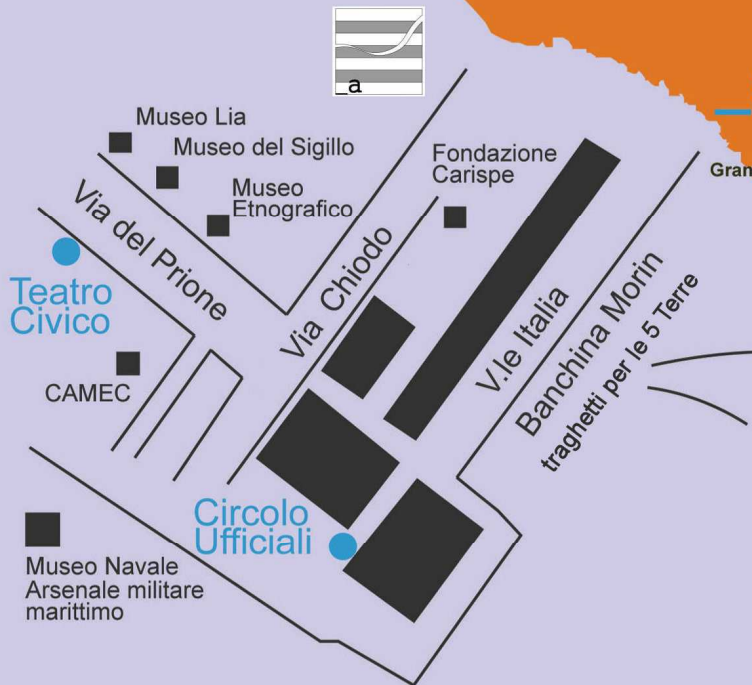 _a
Museo Lia
Museo del Sigillo
Museo
Etnografico
Fondazione
Carispe
Gran
Via del Prione
Via Chiodo
Teatro
Civico
CAMEC
V.le Italia
Banchina Morin
traghetti per le 5 Terre
Circolo
Ufficiali
Museo Navale
Arsenale militare
marittimo